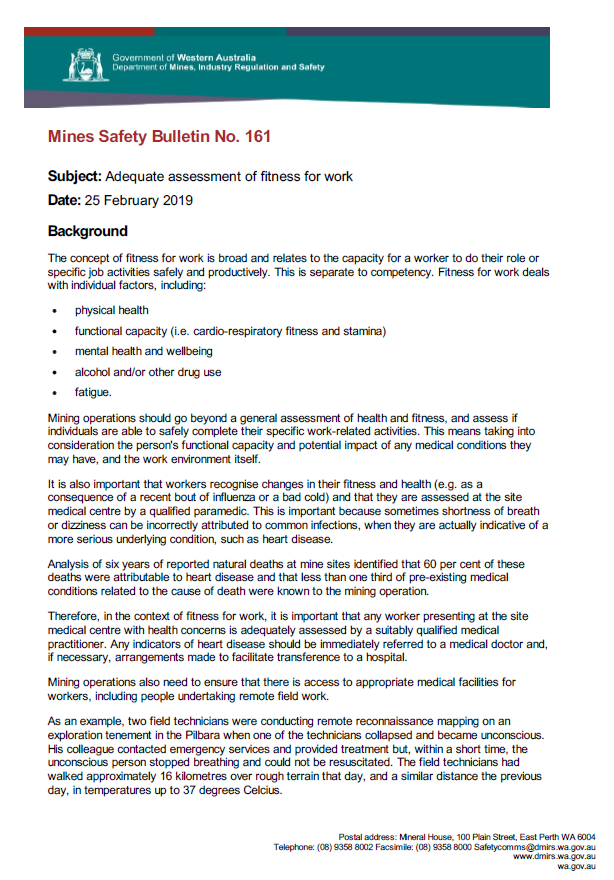 Government of Western Australia
Department of Mines, Industry Regulation and Safety
Mines Safety Bulletin No. 161
Subject: Adequate assessment of fitness for work
Date: 25 February 2019
Background
The concept of fitness for work is broad and relates to the capacity for a worker to do their role or
specific job activities safely and productively. This is separate to competency. Fitness for work deals
with individual factors, including:
• physical health
• functional capacity (i.e. cardio-respiratory fitness and stamina)
• mental health and wellbeing
• alcohol and/or other drug use
• fatigue.
Mining operations should go beyond a general assessment of health and fitness, and assess if
individuals are able to safely complete their specific work-related activities. This means taking into
consideration the person's functional capacity and potential impact of any medical conditions they
may have, and the work environment itself.
It is also important that workers recognise changes in their fitness and health (e.g. as a
consequence of a recent bout of influenza or a bad cold) and that they are assessed at the site
medical centre by a qualified paramedic. This is important because sometimes shortness of breath
or dizziness can be incorrectly attributed to common infections, when they are actually indicative of a
more serious underlying condition, such as heart disease.
Analysis of six years of reported natural deaths at mine sites identified that 60 per cent of these
deaths were attributable to heart disease and that less than one third of pre-existing medical
conditions related to the cause of death were known to the mining operation.
Therefore, in the context of fitness for work, it is important that any worker presenting at the site
medical centre with health concerns is adequately assessed by a suitably qualified medical
practitioner. Any indicators of heart disease should be immediately referred to a medical doctor and,
if necessary, arrangements made to facilitate transference to a hospital.
Mining operations also need to ensure that there is access to appropriate medical facilities for
workers, including people undertaking remote field work.
As an example, two field technicians were conducting remote reconnaissance mapping on an
exploration tenement in the Pilbara when one of the technicians collapsed and became unconscious.
His colleague contacted emergency services and provided treatment but, within a short time, the
unconscious person stopped breathing and could not be resuscitated. The field technicians had
walked approximately 16 kilometres over rough terrain that day, and a similar distance the previous
day, in temperatures up to 37 degrees Celcius.
Postal address: Mineral House, 100 Plain Street, East Perth WA 6004
Telephone: (08) 9358 8002 Facsimile: (08) 9358 8000 Safetycomms@dmirs.wa.gov.au
www.dmirs.wa.gov.au
wa.gov.au